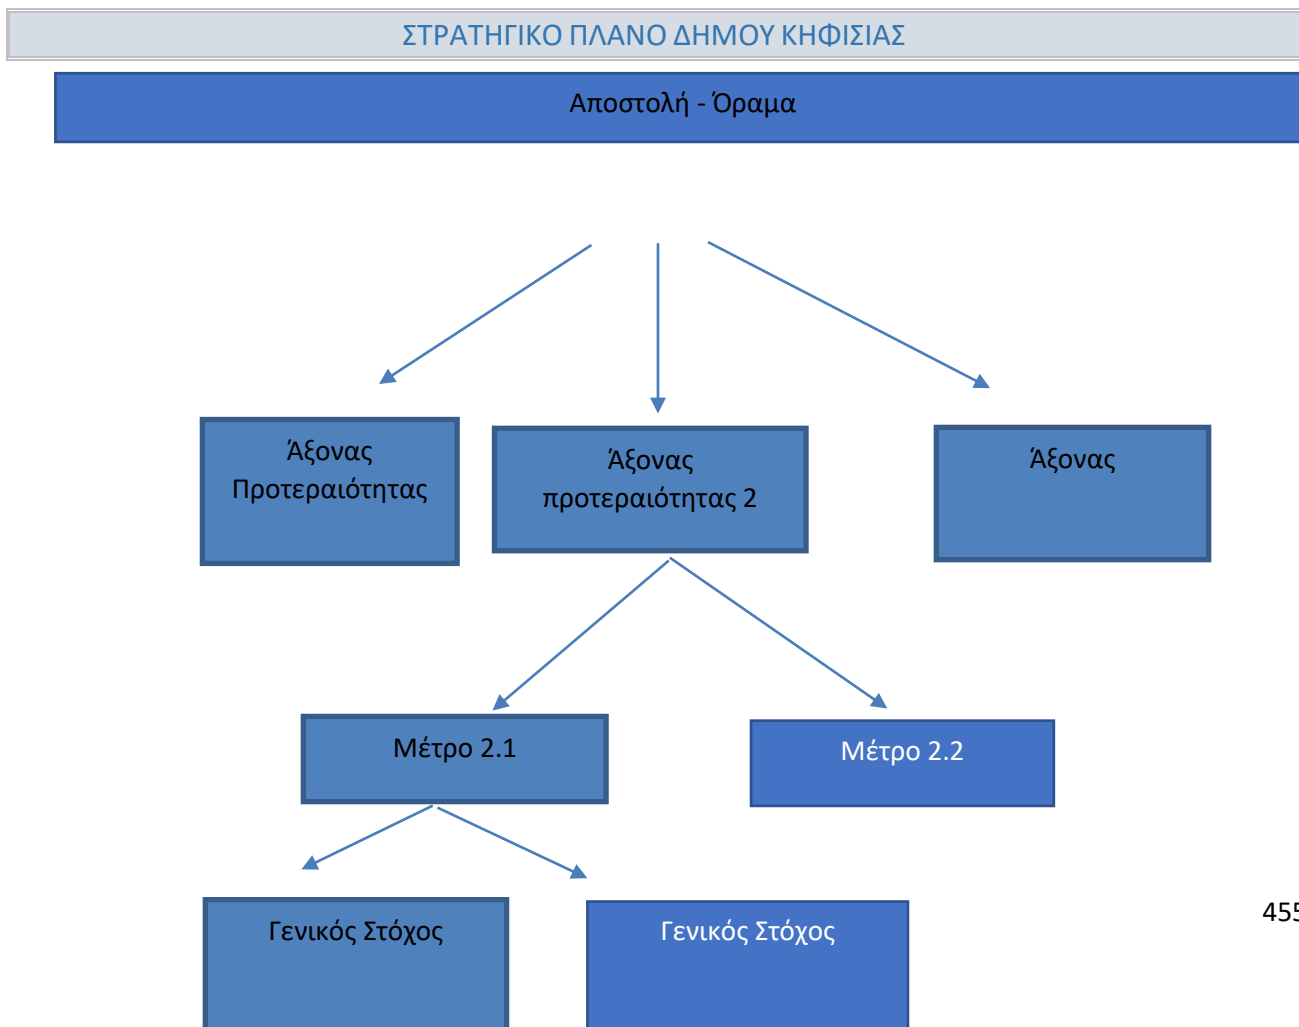 ΣΤΡΑΤΗΓΙΚΟ ΠΛΑΝΟ ΔΗΜΟΥ ΚΗΦΙΣΙΑΣ
Αποστολή - Όραμα
Άξονας
Προτεραιότητας
Άξονας
προτεραιότητας 2
Άξονας
Μέτρο 2.1
Μέτρο 2.2
Γενικός Στόχος
Γενικός Στόχος
455